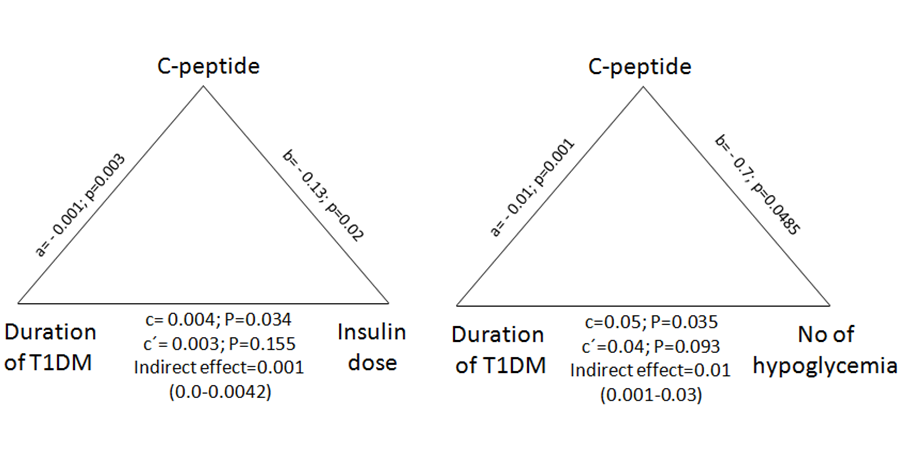 C-peptide
a= - 0.001; p=0.003
b= - 0.13; p=0.02
Duration
of T1DM
c= 0.004; P=0.034
c´= 0.003; P=0.155
Indirect effect=0.001
(0.0-0.0042)
Insulin
dose
C-peptide
a= - 0.01; p=0.001
b= - 0.7; p=0.0485
Duration
of T1DM
c=0.05; P=0.035
c´=0.04; P=0.093
Indirect effect=0.01
(0.001-0.03)
No of
hypoglycemia